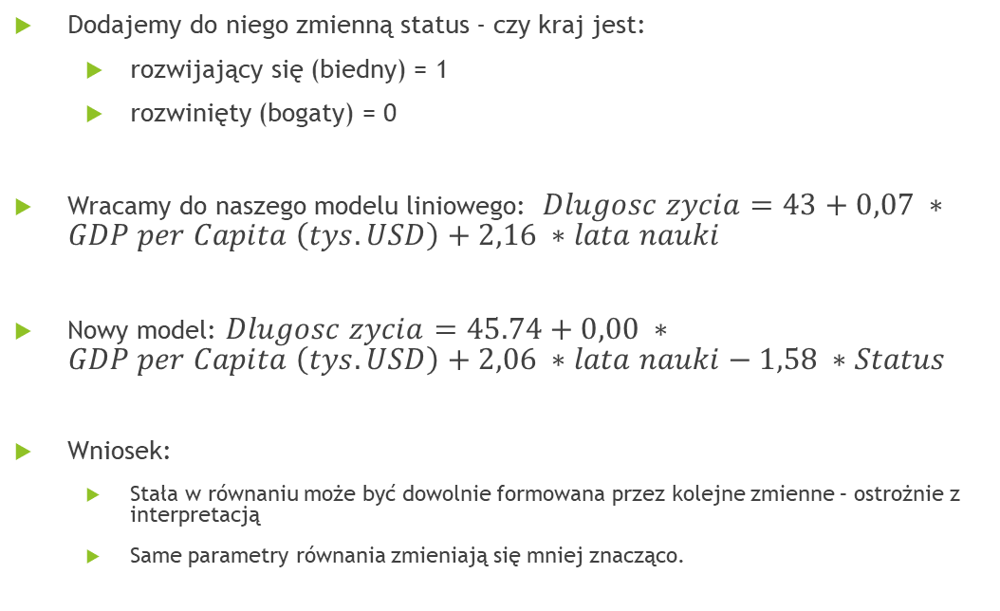 Dodajemy do niego zmienną status - czy kraj jest:
rozwijający się (biedny) = 1
rozwinięty (bogaty) = 0
Wracamy do naszego modelu liniowego: Dlugosc zycia = 43 + 0,07 ∗
GDP per Capita (tys. USD) + 2,16 ∗ lata nauki
Nowy model: Dlugosc zycia = 45.74 + 0,00 ∗
GDP per Capita (tys. USD) + 2,06 ∗ lata nauki − 1,58 ∗ Status
Wniosek:
Stała w równaniu może być dowolnie formowana przez kolejne zmienne – ostrożnie z
interpretacją
Same parametry równania zmieniają się mniej znacząco.